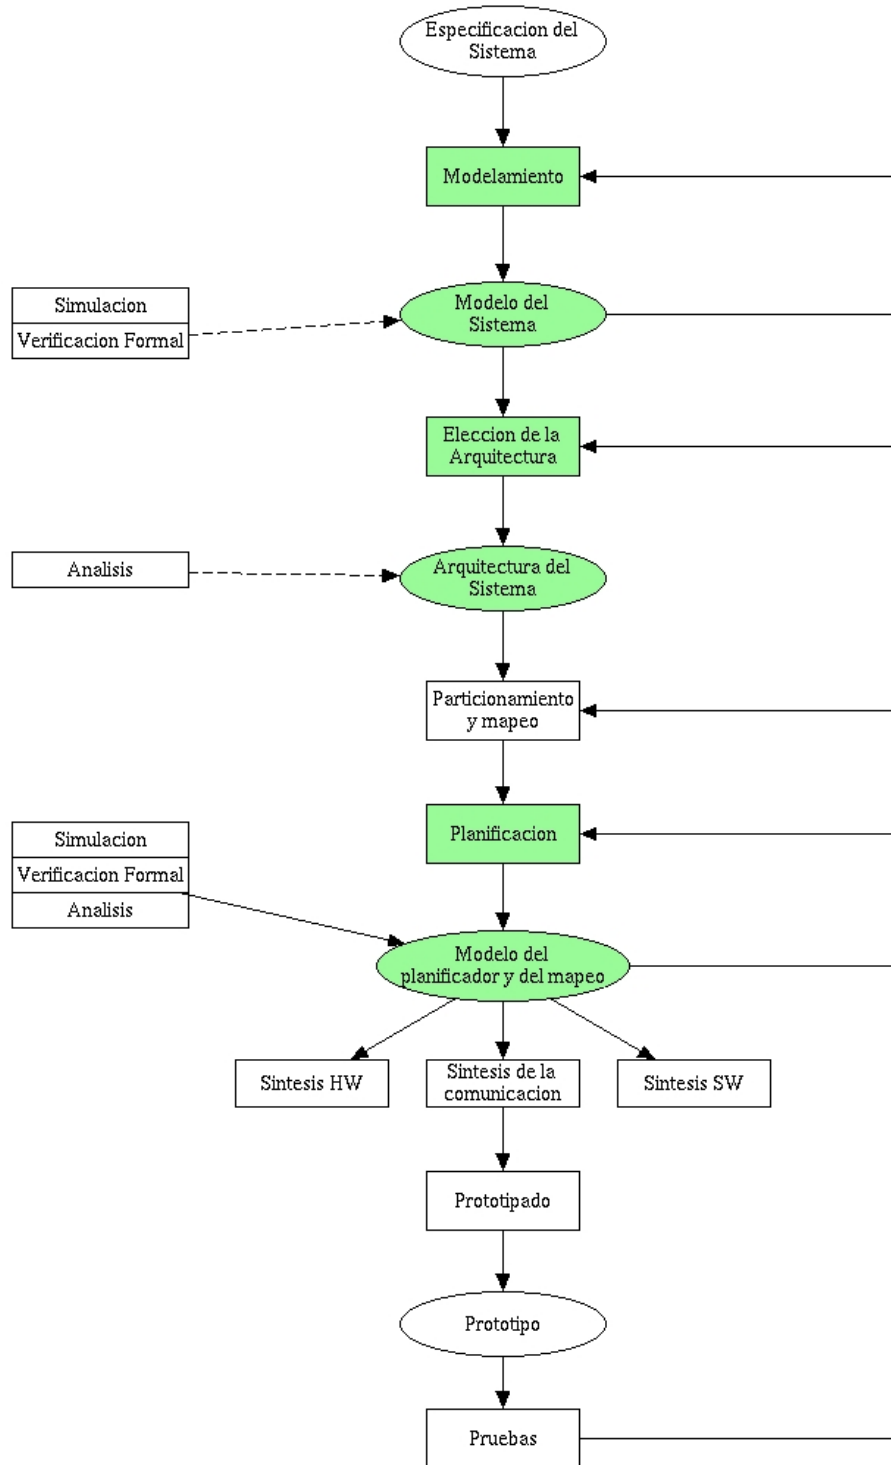 Especificacion del
Sistema
Modelamiento
Simulacion
Verificacion Formal
Modelo del
Sistema
Eleccion de la
Arquitectura
Analisis
Arquitectura del
Sistema
Particionamiento
y mapeo
Simulacion
Verificacion Formal
Analisis
Planificacion
Modelo del
planificador y del mapeo
Sintesis HW
Sintesis de la
comunicacion
Sintesis SW
Prototipado
Prototipo
Pruebas